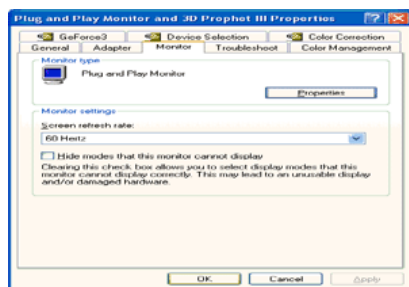 Plug and Play Monitor and 3D Prophet III Properties
GeForce3 Device Selection Color Correction
General Adapter Monitor Troubleshoot Color Management
Monitor type
Plug and Play Monitor
Properties
Monitor settings
Screen refresh rate:
60 Hertz
Hide modes that this monitor cannot display
Clearing this check box allows you to select display modes that this
monitor cannot display correctly. This may lead to an unusable display
and/or damaged hardware.
OK Cancel Apply